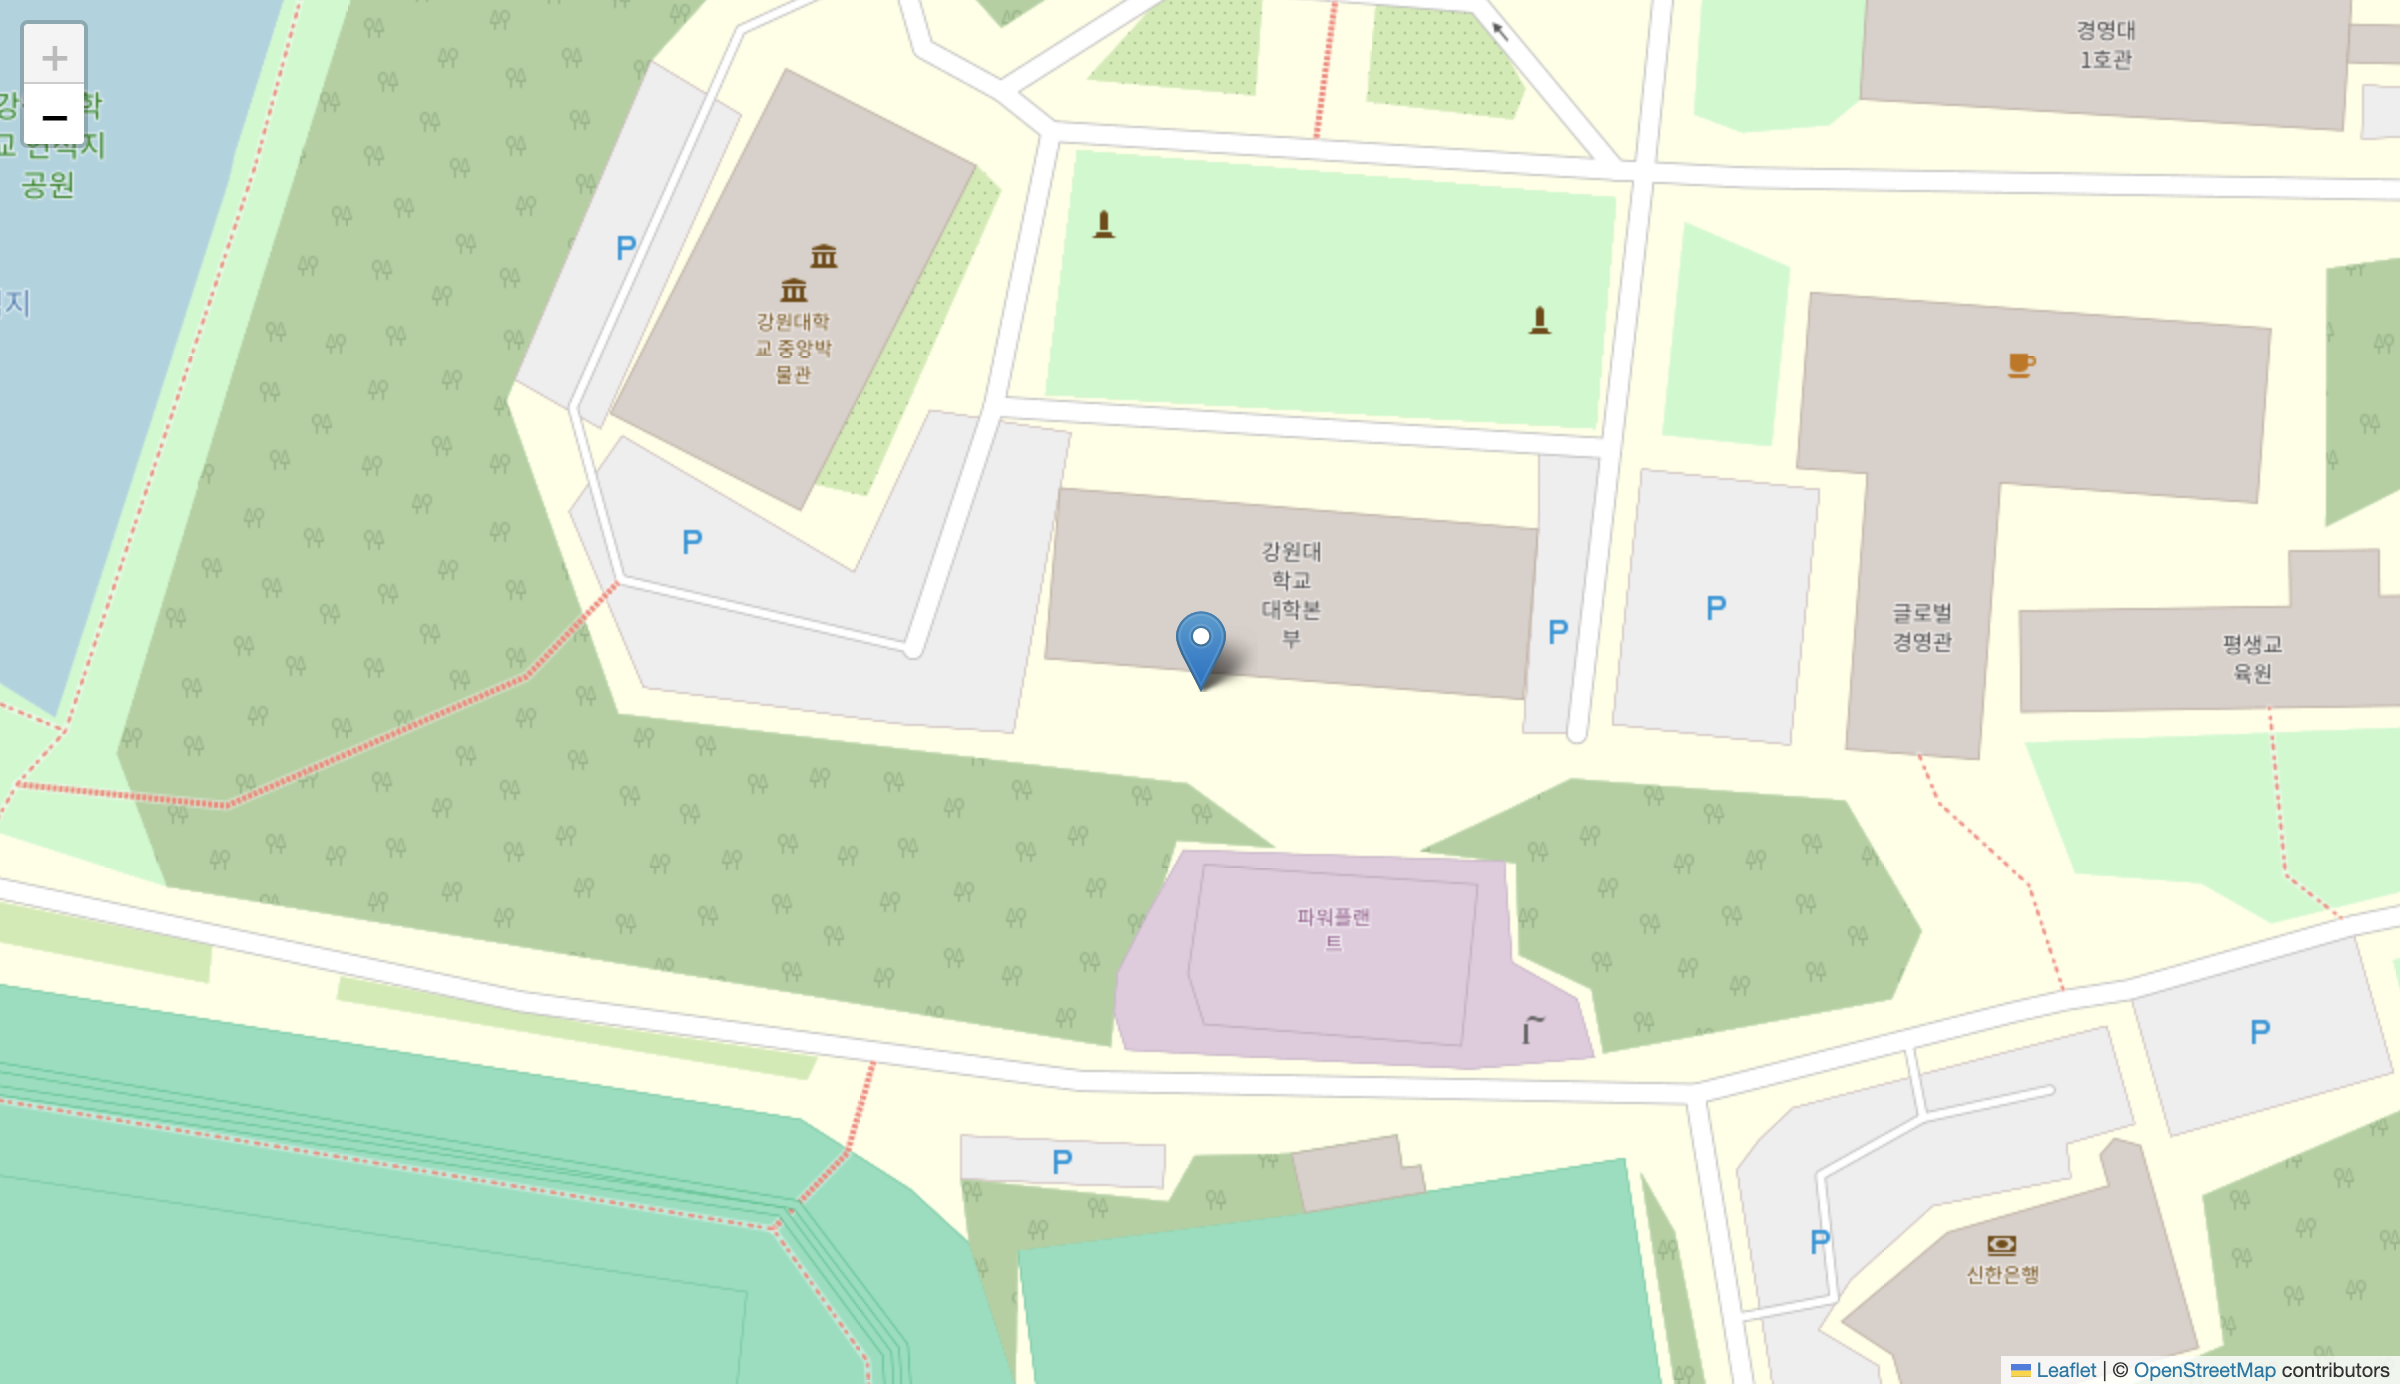 +
−
공원
지
경영대
1호관
P
강원대학
교 중앙박
물관
P
강원대
학교
대학본
부
P
P
글로벌
경영관
평생교
육원
파워플랜
트
P
P
P
신한은행
Leaflet | © OpenStreetMap contributors